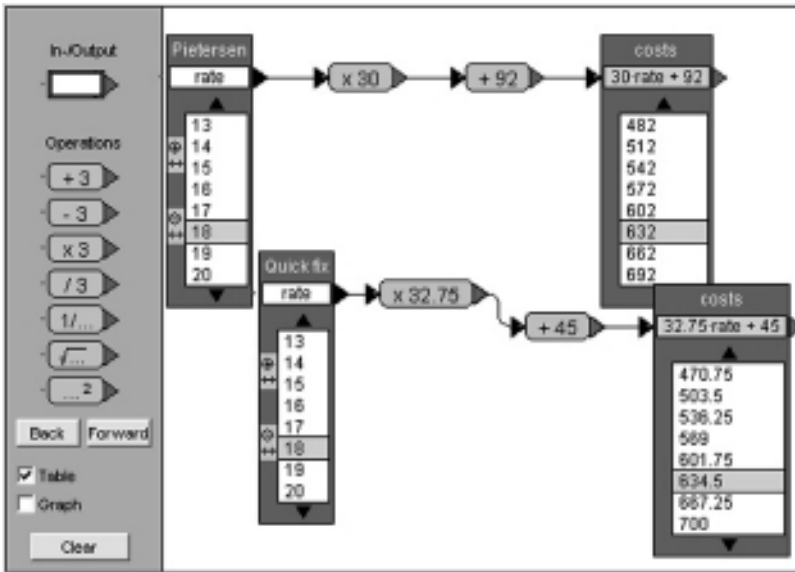 In-/Output
Operations
+ 3
- 3
x 3
/ 3
1/...
√...
...²
Back Forward
Table
Graph
Clear
Pietersen
rate
13
14
15
16
17
18
19
20
x 30
+ 92
costs
30·rate + 92
482
512
542
572
602
632
662
692
Quick fix
rate
13
14
15
16
17
18
19
20
x 32.75
+ 45
costs
32.75·rate + 45
470.75
503.5
536.25
569
601.75
634.5
667.25
700